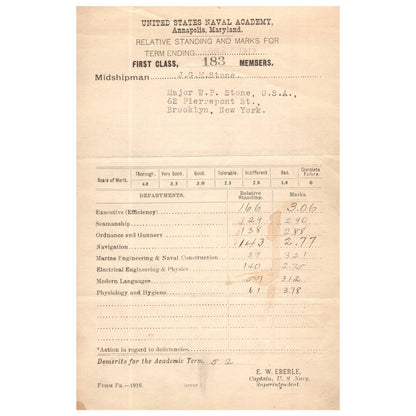 UNITED STATES NAVAL ACADEMY,
Annapolis, Maryland.
RELATIVE STANDING AND MARKS FOR
TERM ENDING
FIRST CLASS, 183 MEMBERS.
Midshipman J.G.M.Stone.
Major W.P. Stone, U.S.A.,
62 Pierrepont St.,
Brooklyn, New York.
Scale of Merit. Thorough. Very Good. Good. Tolerable. Indifferent. Bad. Complete Failure.
4.0 3.5 3.0 2.5 1.0 0
DEPARTMENTS. Relative Standing. Marks.
Executive (Efficiency) 166 3.06
Seamanship 129 2.90
Ordnance and Gunnery 138 2.88
Navigation 143 2.77
Marine Engineering & Naval Construction 59 3.21
Electrical Engineering & Physics 140 2.75
Modern Languages 3.12
Physiology and Hygiene 61 3.78
*Action in regard to deficiencies
Demerits for the Academic Term, 52
E. W. EBERLE,
Captain, U. S. Navy,
Superintendent.
FORM Pa—1916. (OVER)